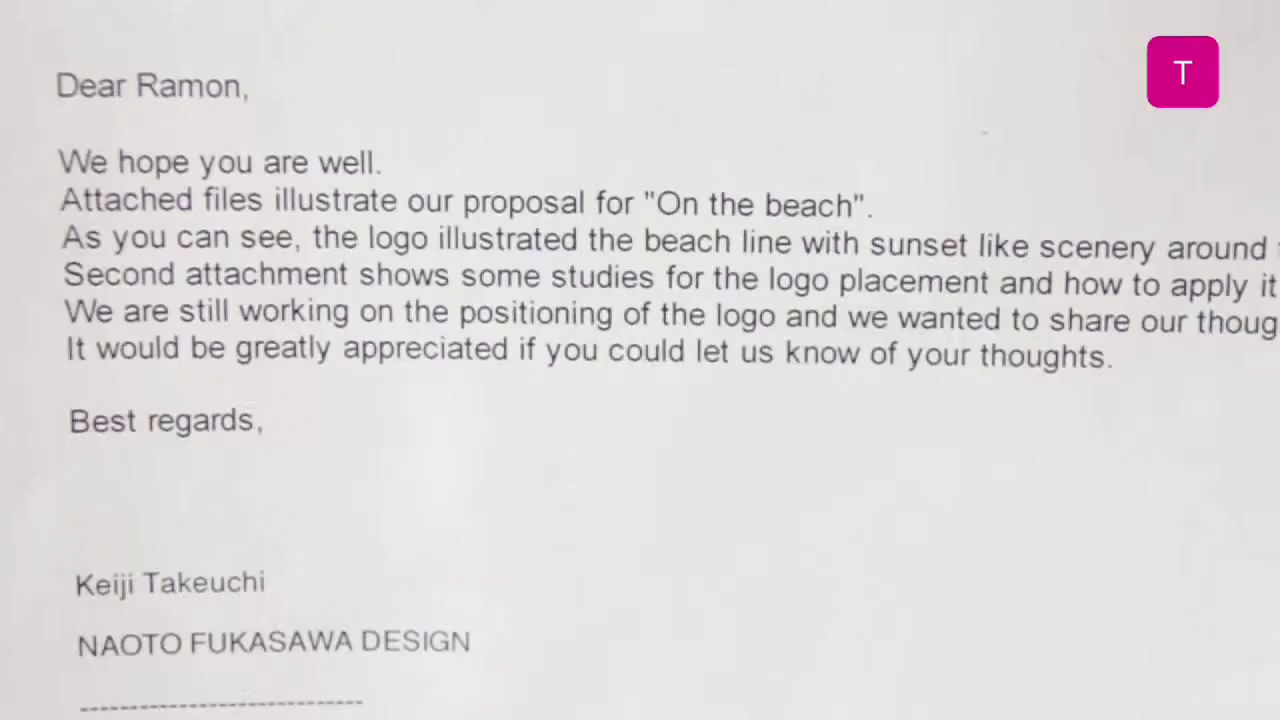 T
Dear Ramon,
We hope you are well.
Attached files illustrate our proposal for "On the beach".
As you can see, the logo illustrated the beach line with sunset like scenery around
Second attachment shows some studies for the logo placement and how to apply it
We are still working on the positioning of the logo and we wanted to share our
It would be greatly appreciated if you could let us know of your thoughts.
Best regards,
Keiji Takeuchi
NAOTO FUKASAWA DESIGN
------------------------------------